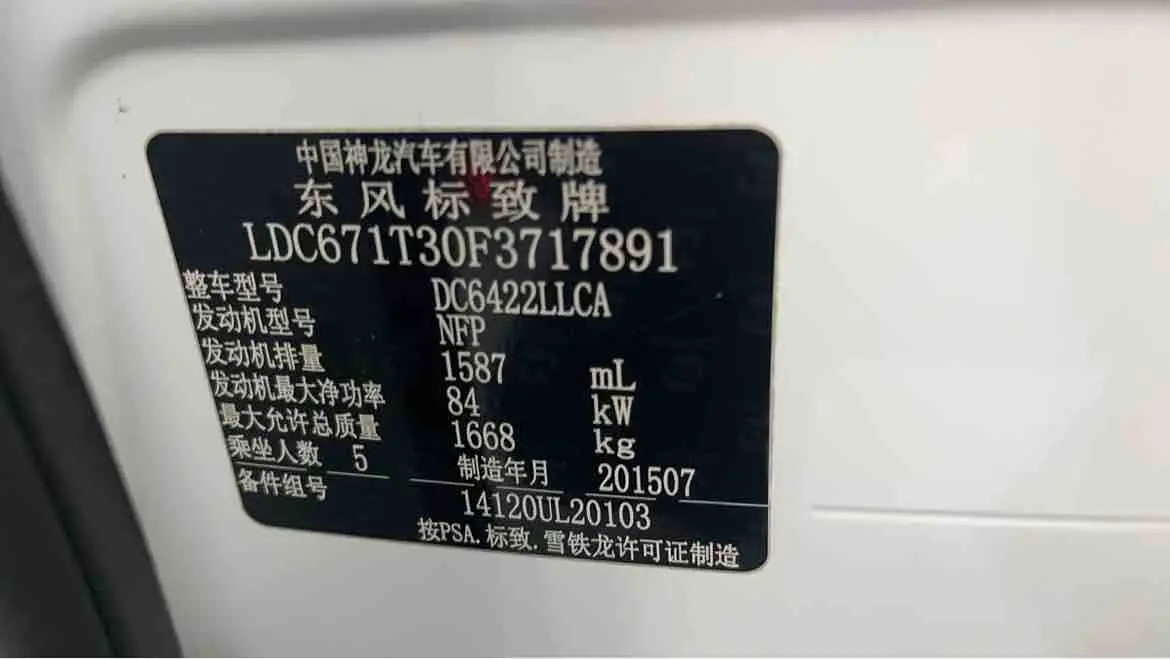 中国神龙汽车有限公司制造
东风标致牌
LDC671T30F3717891
整车型号 DC6422LLCA
发动机型号 NFP
发动机排量 1587 mL
发动机最大净功率 84 kW
最大允许总质量 1668 kg
乘坐人数 5 制造年月 201507
备件组号 14120UL20103
按PSA.标致.雪铁龙许可证制造